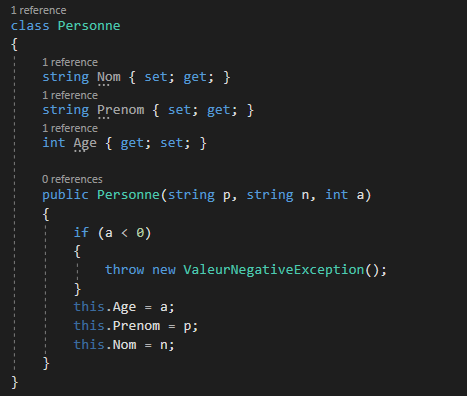 1 reference
class Personne
{
1 reference
string Nom { set; get; }
1 reference
string Prenom { set; get; }
1 reference
int Age { get; set; }
0 references
public Personne(string p, string n, int a)
{
if (a < 0)
{
throw new ValeurNegativeException();
}
this.Age = a;
this.Prenom = p;
this.Nom = n;
}
}